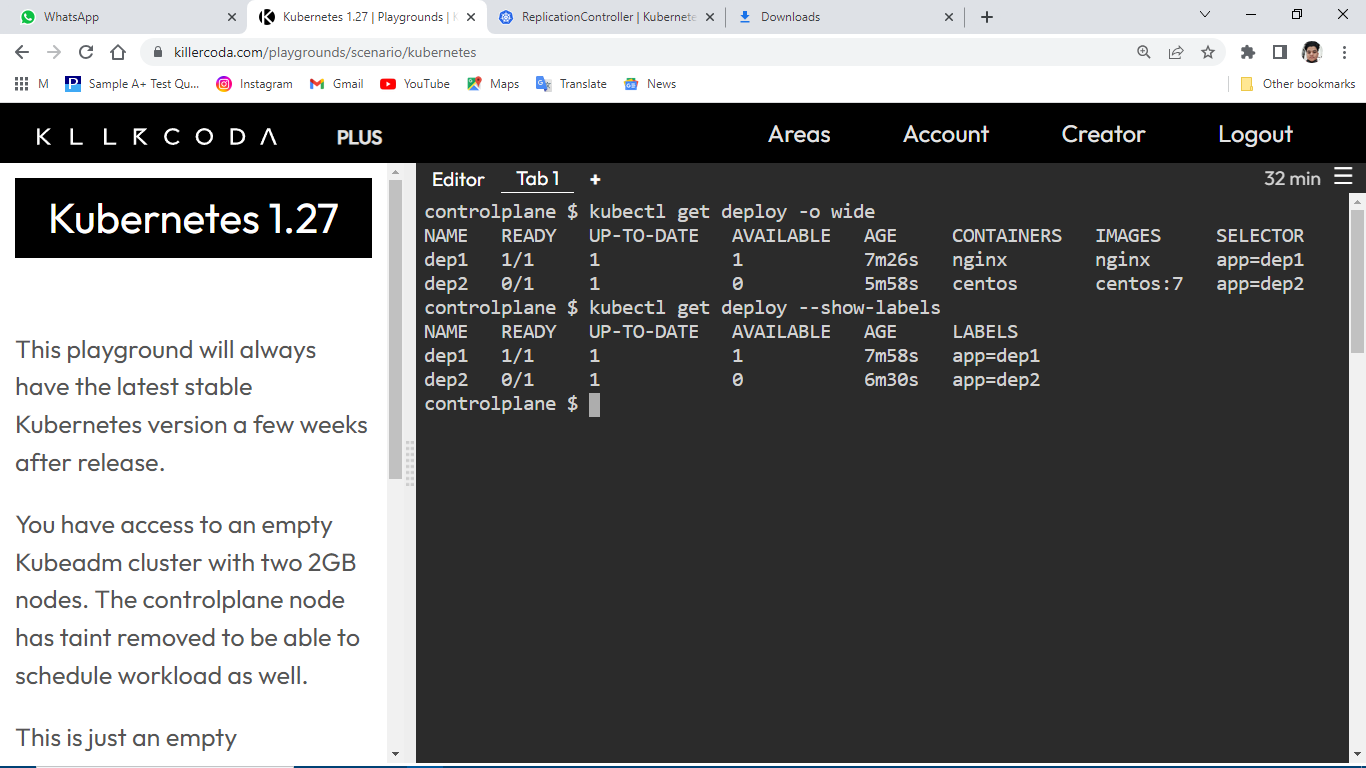 WhatsApp
Kubernetes 1.27 | Playgrounds | K
ReplicationController | Kubernete
Downloads
killercoda.com/playgrounds/scenario/kubernetes
M
Sample A+ Test Qu...
Instagram
Gmail
YouTube
Maps
Translate
News
Other bookmarks
KLLRCODA
PLUS
Areas
Account
Creator
Logout
Kubernetes 1.27
This playground will always
have the latest stable
Kubernetes version a few weeks
after release.
You have access to an empty
Kubeadm cluster with two 2GB
nodes. The controlplane node
has taint removed to be able to
schedule workload as well.
This is just an empty
Editor Tab 1 +
32 min
controlplane $ kubectl get deploy -o wide
NAME READY UP-TO-DATE AVAILABLE AGE CONTAINERS IMAGES SELECTOR
dep1 1/1 1 1 7m26s nginx nginx app=dep1
dep2 0/1 1 0 5m58s centos centos:7 app=dep2
controlplane $ kubectl get deploy --show-labels
NAME READY UP-TO-DATE AVAILABLE AGE LABELS
dep1 1/1 1 1 7m58s app=dep1
dep2 0/1 1 0 6m30s app=dep2
controlplane $